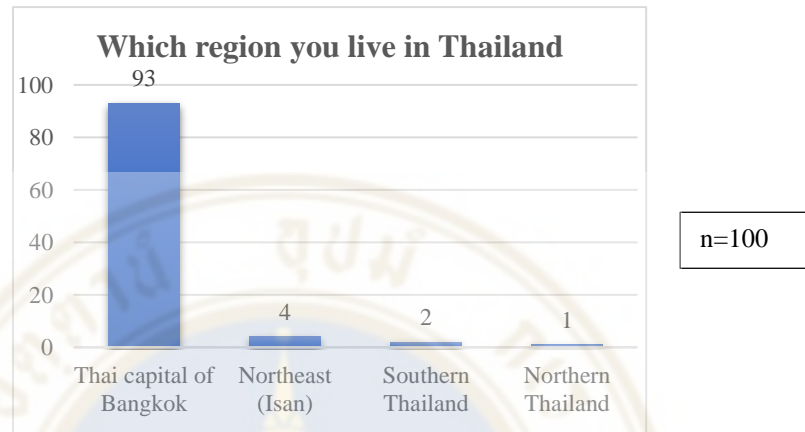 Which region you live in Thailand
93
100
80
60
40
20
0
4
2
1
Thai capital of
Bangkok
Northeast
(Isan)
Southern
Thailand
Northern
Thailand
n=100